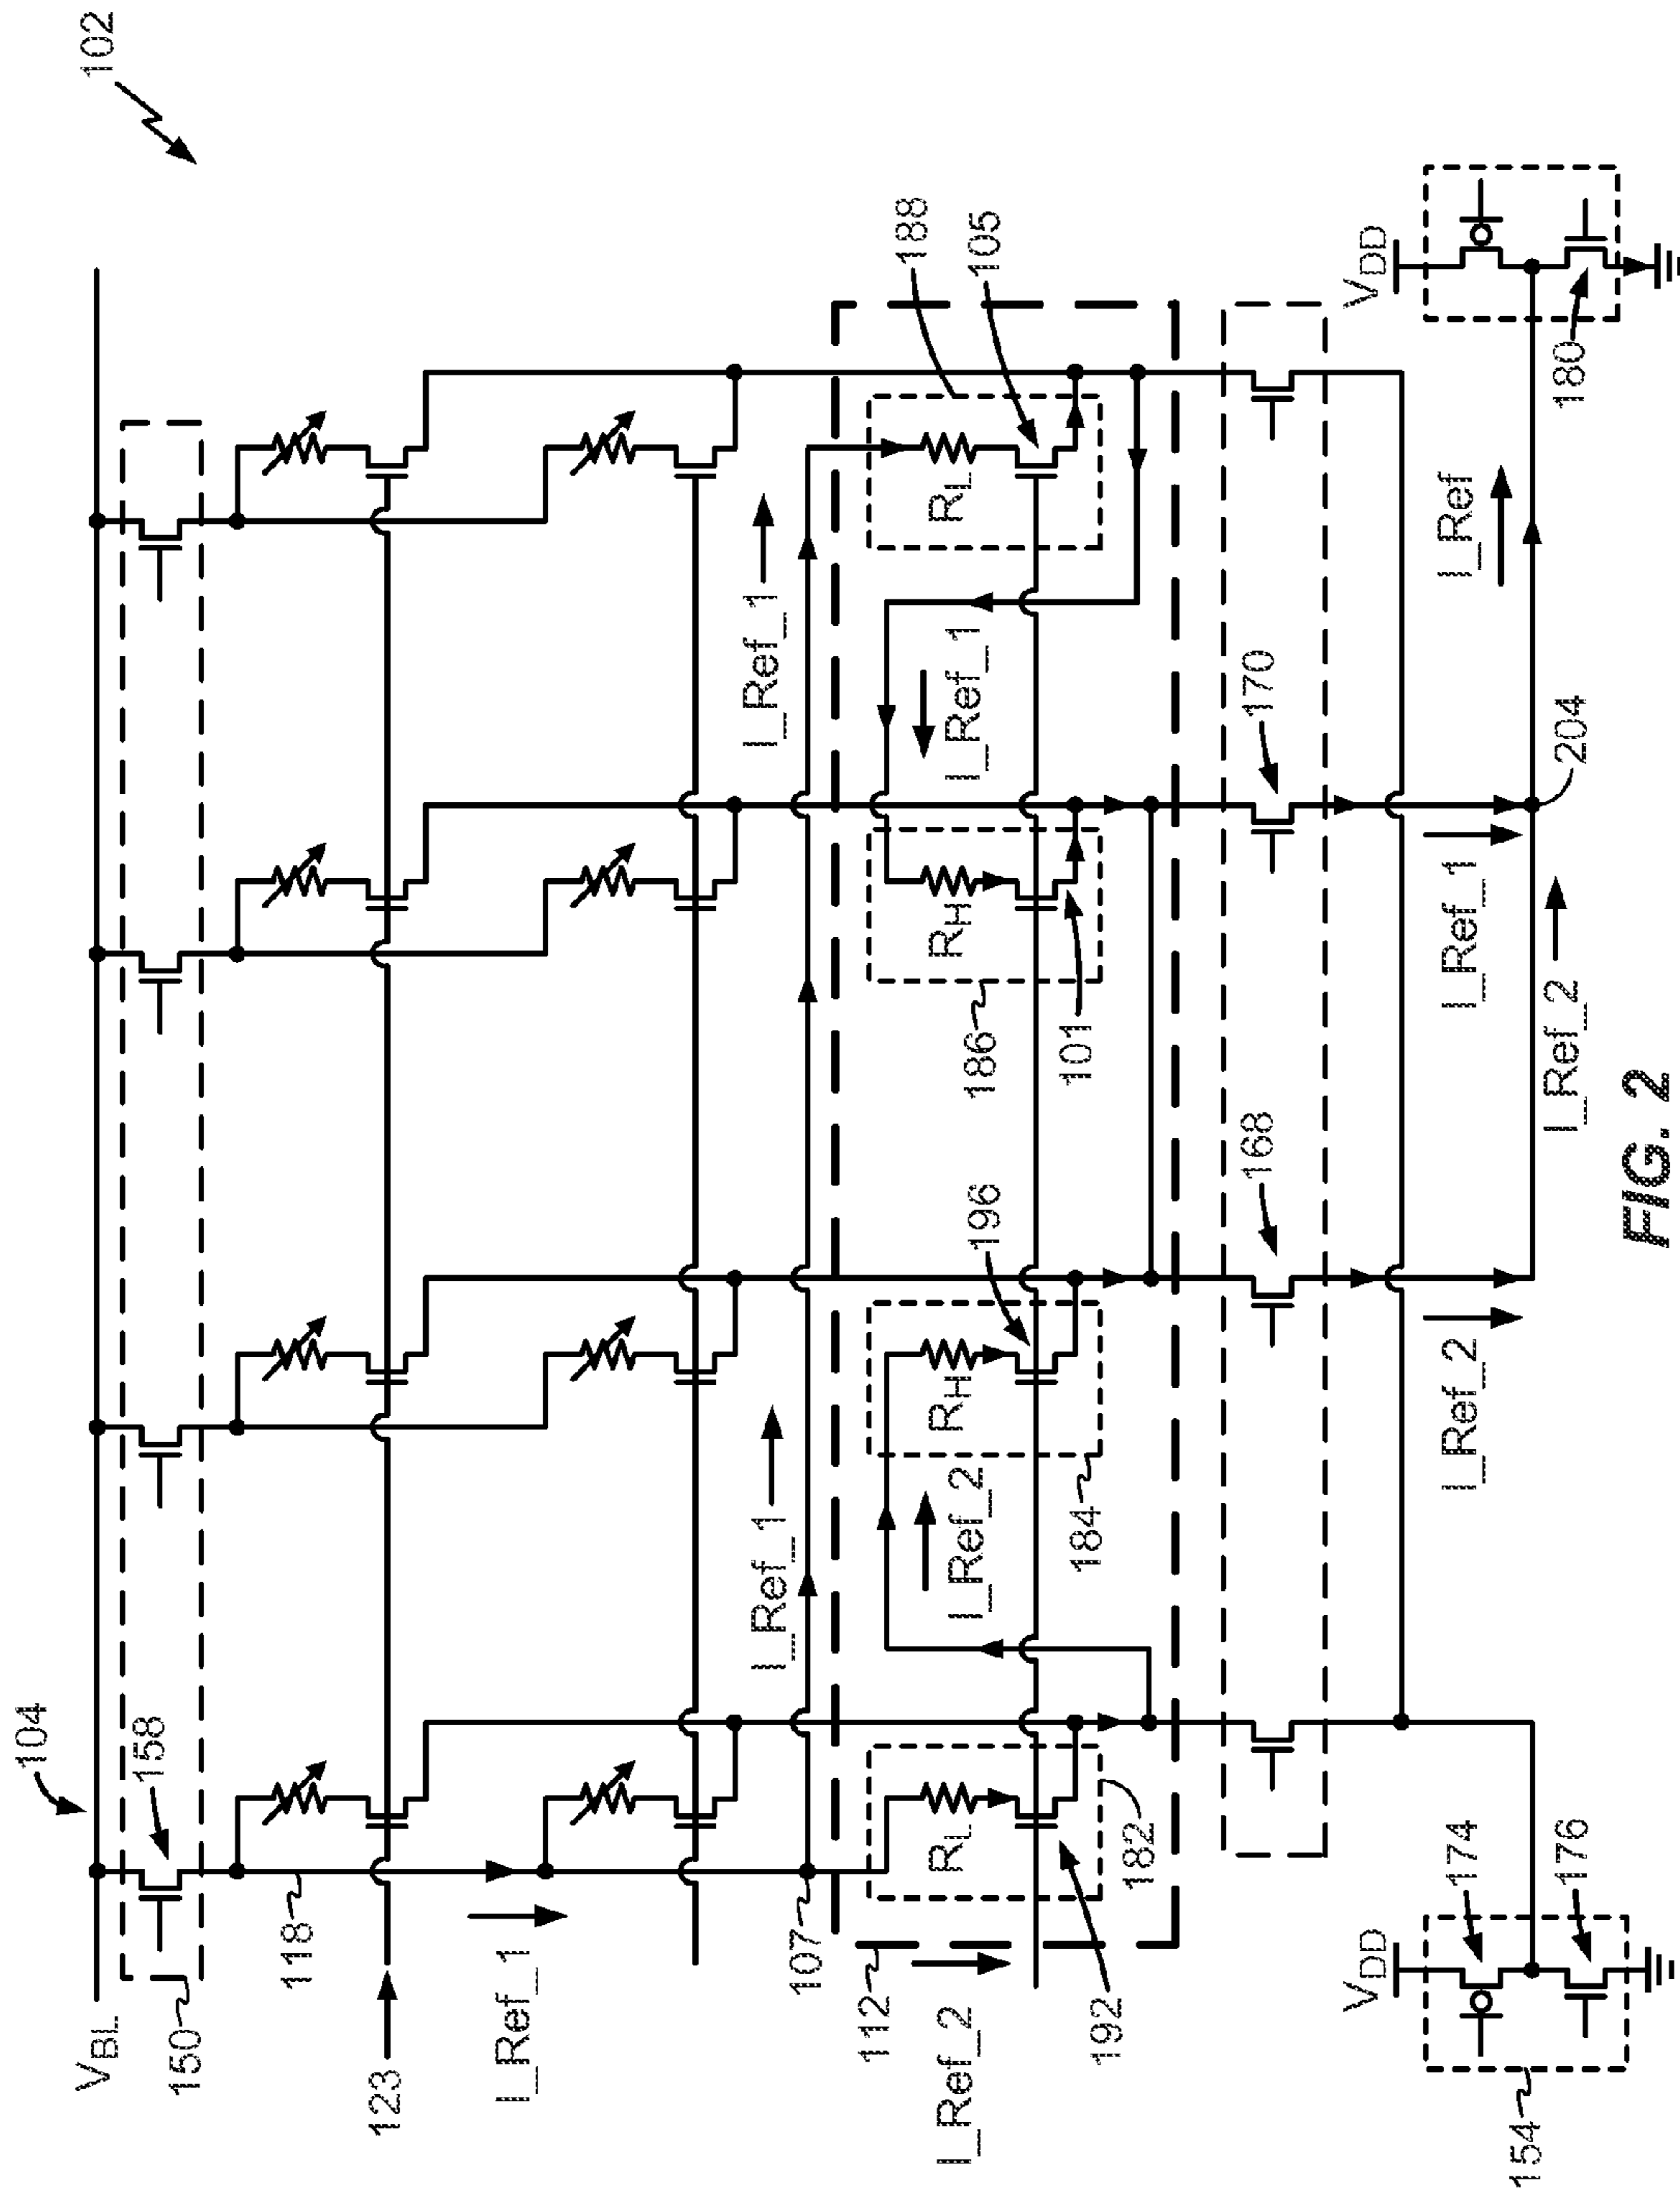 102
104
V_BL
158
150
118
123
I_Ref_1
I_Ref_1
I_Ref_1
107
112
I_Ref_2
R_L
192
182
I_Ref_2
R_H
184
196
R_H
186
101
I_Ref_1
R_L
188
105
168
170
V_DD
174
176
154
I_Ref_2
I_Ref_1
I_Ref_2
204
I_Ref
V_DD
180
FIG. 2